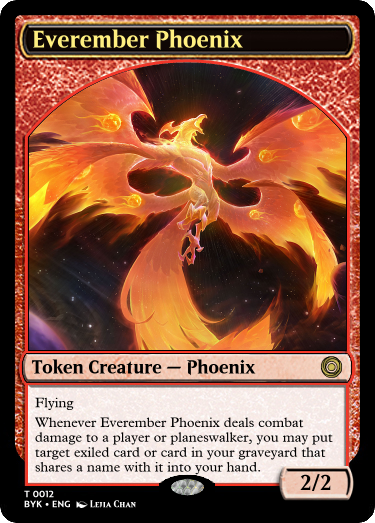 Everember Phoenix
Token Creature — Phoenix
Flying
Whenever Everember Phoenix deals combat
damage to a player or planeswalker, you may put
target exiled card or card in your graveyard that
shares a name with it into your hand.
2/2
T 0012
BYK • ENG Lejia Chan